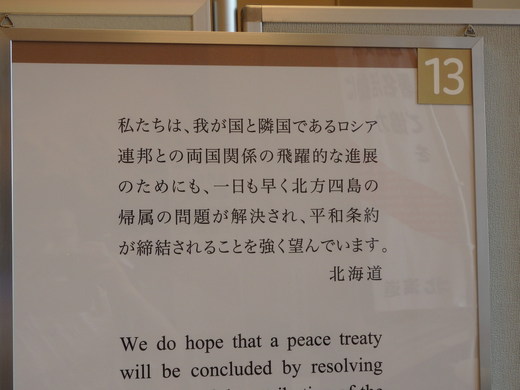 13
私たちは、我が国と隣国であるロシア
連邦との両国関係の飛躍的な進展
のためにも、一日も早く北方四島の
帰属の問題が解決され、平和条約
が締結されることを強く望んでいます。
北海道
We do hope that a peace treaty
will be concluded by resolving
of the